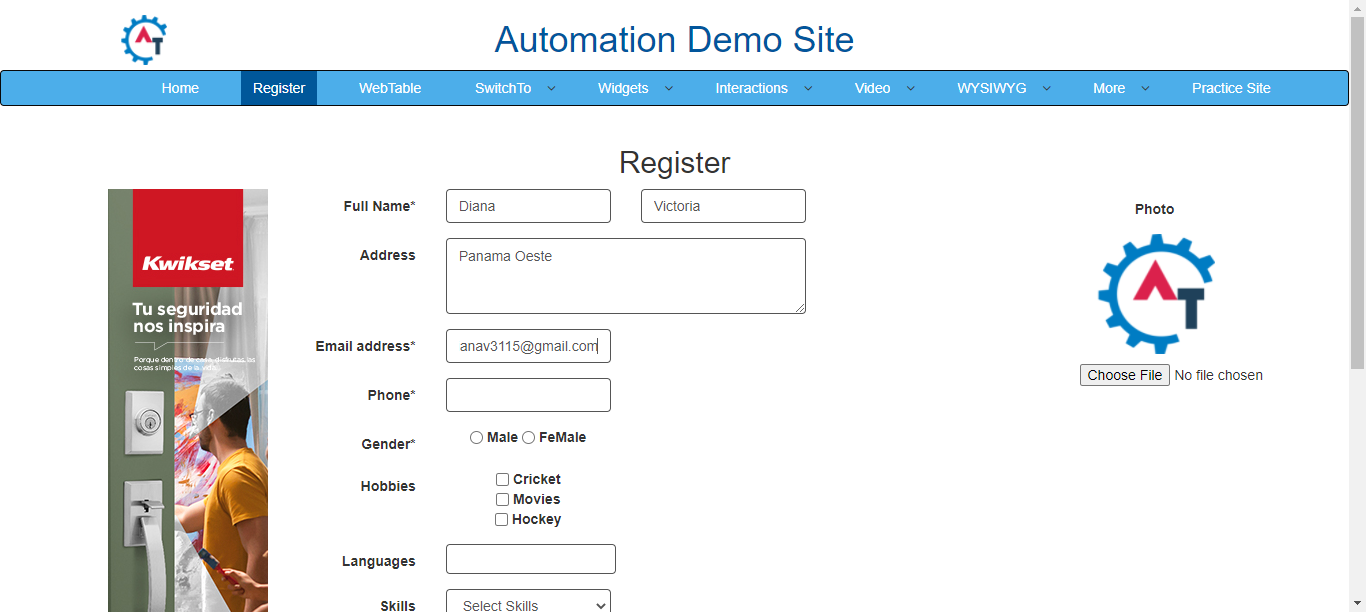 AT
Automation Demo Site
Home Register WebTable SwitchTo Widgets Interactions Video WYSIWYG More Practice Site
Register
Full Name* Diana Victoria
Photo
Address Panama Oeste
AT
Kwikset
Tu seguridad
nos inspira
Porque dentro de casa, disfrutas las
cosas simples de la vida.
Email address* anav3115@gmail.com
Choose File No file chosen
Phone*
Gender* Male FeMale
Hobbies Cricket
Movies
Hockey
Languages
Skills Select Skills